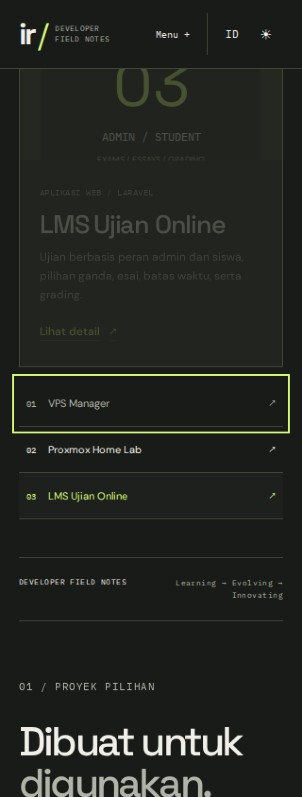 ir/
DEVELOPER
FIELD NOTES
Menu +
ID
03
ADMIN / STUDENT
APLIKASI WEB / LARAVEL
LMS Ujian Online
Ujian berbasis peran admin dan siswa,
pilihan ganda, esai, batas waktu, serta
grading.
Lihat detail ↗
01 VPS Manager ↗
02 Proxmox Home Lab ↗
03 LMS Ujian Online ↗
DEVELOPER FIELD NOTES
Learning → Evolving →
Innovating
01 / PROYEK PILIHAN
Dibuat untuk
digunakan.